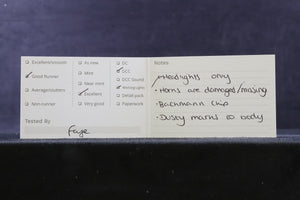 Excellent/unrun
Good Runner
Average/stutters
Non-runner
Tested By
Faye
As new
Mint
Near mint
Excellent
Very good
DC
DCC
DCC Sound
Working Lights
Detail pack
Paperwork
Notes
• Headlights only
• Horns are damaged/missing
• Bachmann Chip
• Dusty marks to body